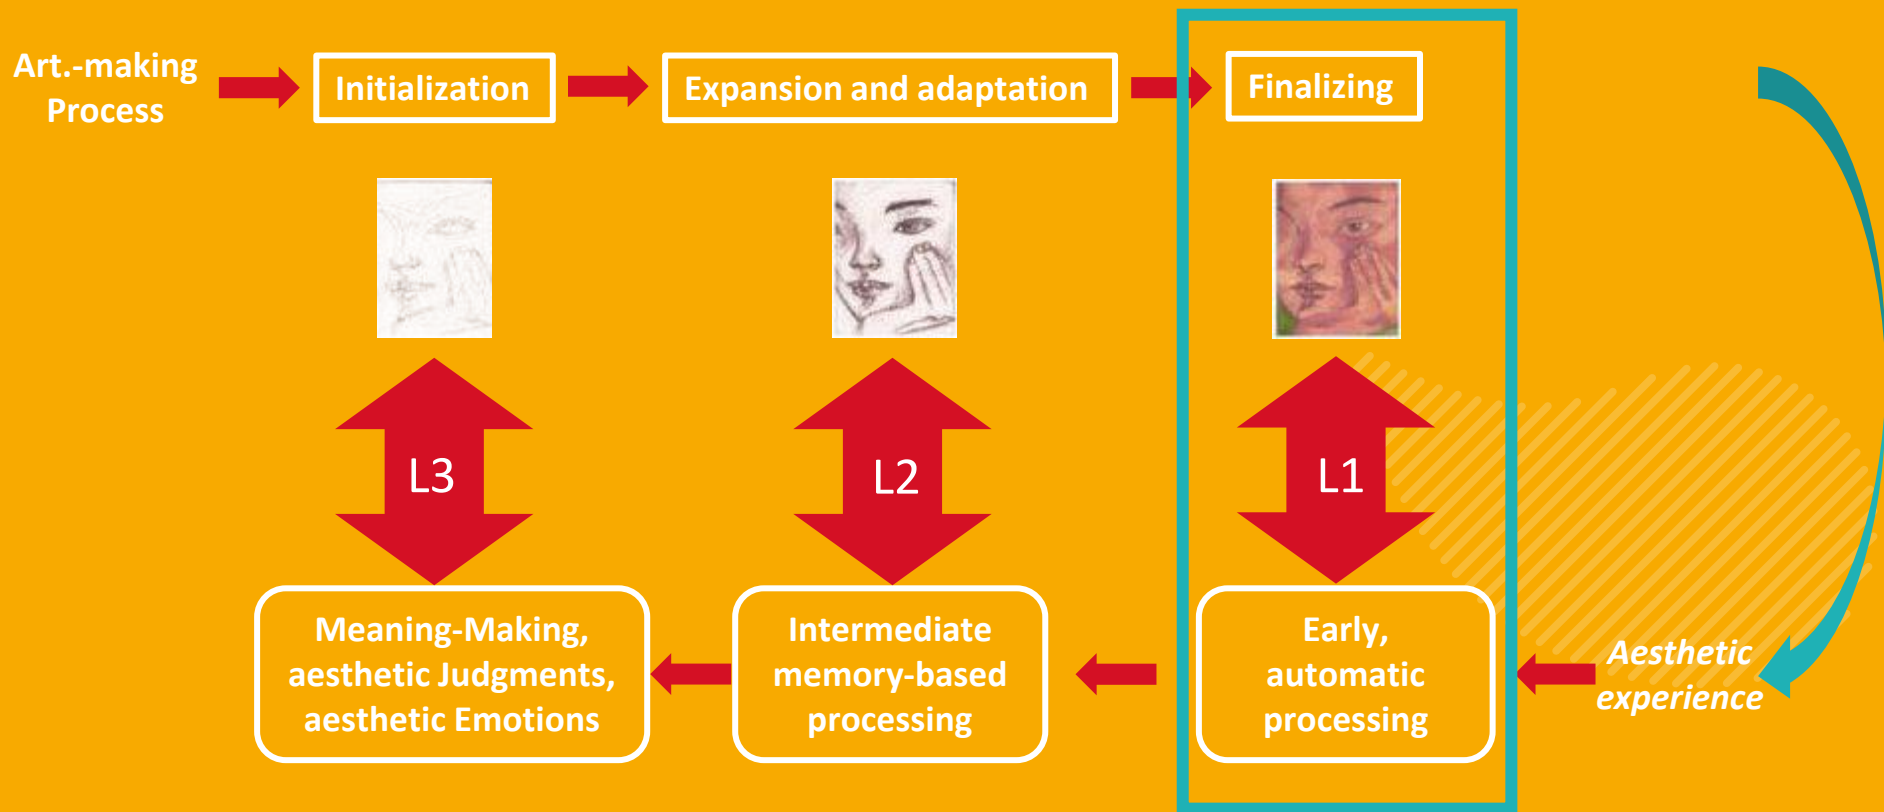 Art.-making
Process
Initialization
Expansion and adaptation
Finalizing
L3
L2
L1
Meaning-Making,
aesthetic Judgments,
aesthetic Emotions
Intermediate
memory-based
processing
Early,
automatic
processing
Aesthetic
experience